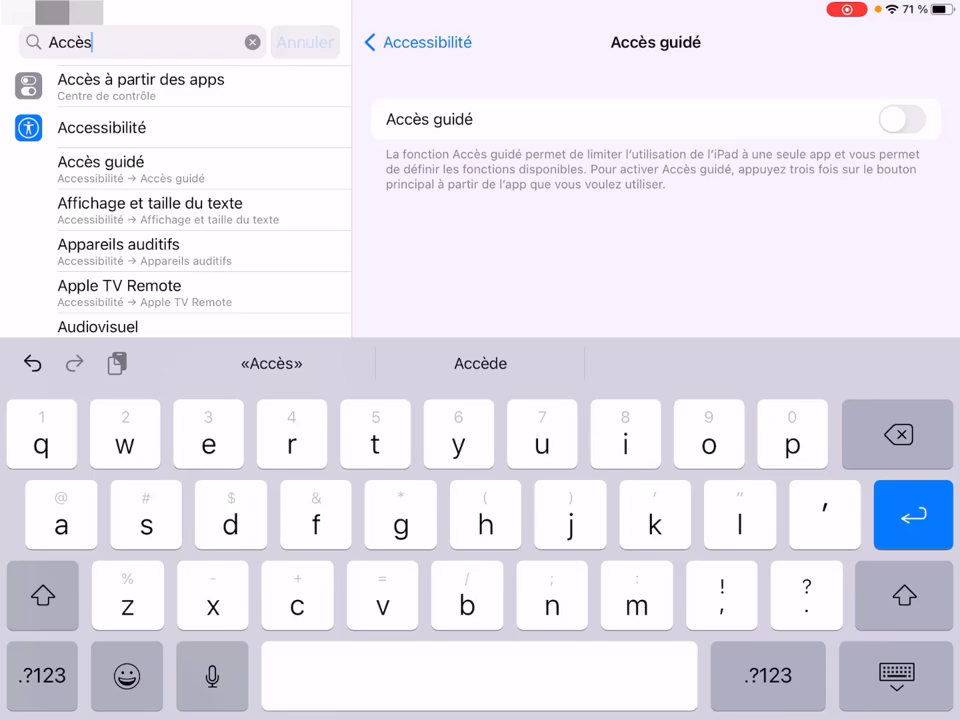 71 %
Accès
Annuler
Accès à partir des apps
Centre de contrôle
Accessibilité
Accès guidé
Accessibilité → Accès guidé
Affichage et taille du texte
Accessibilité → Affichage et taille du texte
Appareils auditifs
Accessibilité → Appareils auditifs
Apple TV Remote
Accessibilité → Apple TV Remote
Audiovisuel
Accessibilité
Accès guidé
Accès guidé
La fonction Accès guidé permet de limiter l’utilisation de l’iPad à une seule app et vous permet
de définir les fonctions disponibles. Pour activer Accès guidé, appuyez trois fois sur le bouton
principal à partir de l’app que vous voulez utiliser.
«Accès»
Accède
1 2 3 4 5 6 7 8 9 0
q w e r t y u i o p
@ # $ & * ( ) ’ "
a s d f g h j k l ’
% - + = / ; : ! ?
z x c v b n m , .
.?123
.?123